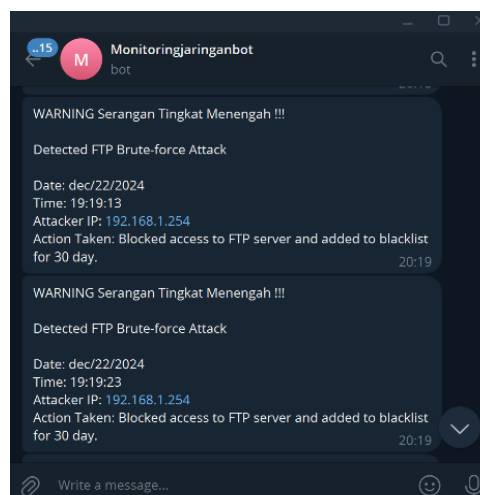 ..15
M
Monitoringjaringanbot
bot
WARNING Serangan Tingkat Menengah !!!
Detected FTP Brute-force Attack
Date: dec/22/2024
Time: 19:19:13
Attacker IP: 192.168.1.254
Action Taken: Blocked access to FTP server and added to blacklist
for 30 day.
20:19
WARNING Serangan Tingkat Menengah !!!
Detected FTP Brute-force Attack
Date: dec/22/2024
Time: 19:19:23
Attacker IP: 192.168.1.254
Action Taken: Blocked access to FTP server and added to blacklist
for 30 day.
20:19
Write a message...